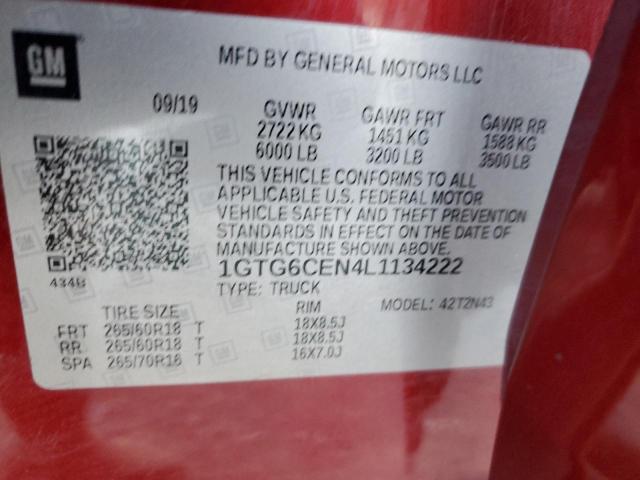 GM
MFD BY GENERAL MOTORS LLC
09/19 GVWR GAWR FRT GAWR RR
2722 KG 1451 KG 1588 KG
6000 LB 3200 LB 3500 LB
THIS VEHICLE CONFORMS TO ALL
APPLICABLE U.S. FEDERAL MOTOR
VEHICLE SAFETY AND THEFT PREVENTION
STANDARDS IN EFFECT ON THE DATE OF
MANUFACTURE SHOWN ABOVE.
1GTG6CEN4L1134222
434B TYPE: TRUCK MODEL: 42T2N43
TIRE SIZE RIM
FRT 265/60R18 T 18X8.5J
RR 265/60R18 T 18X8.5J
SPA 265/70R16 T 16X7.0J